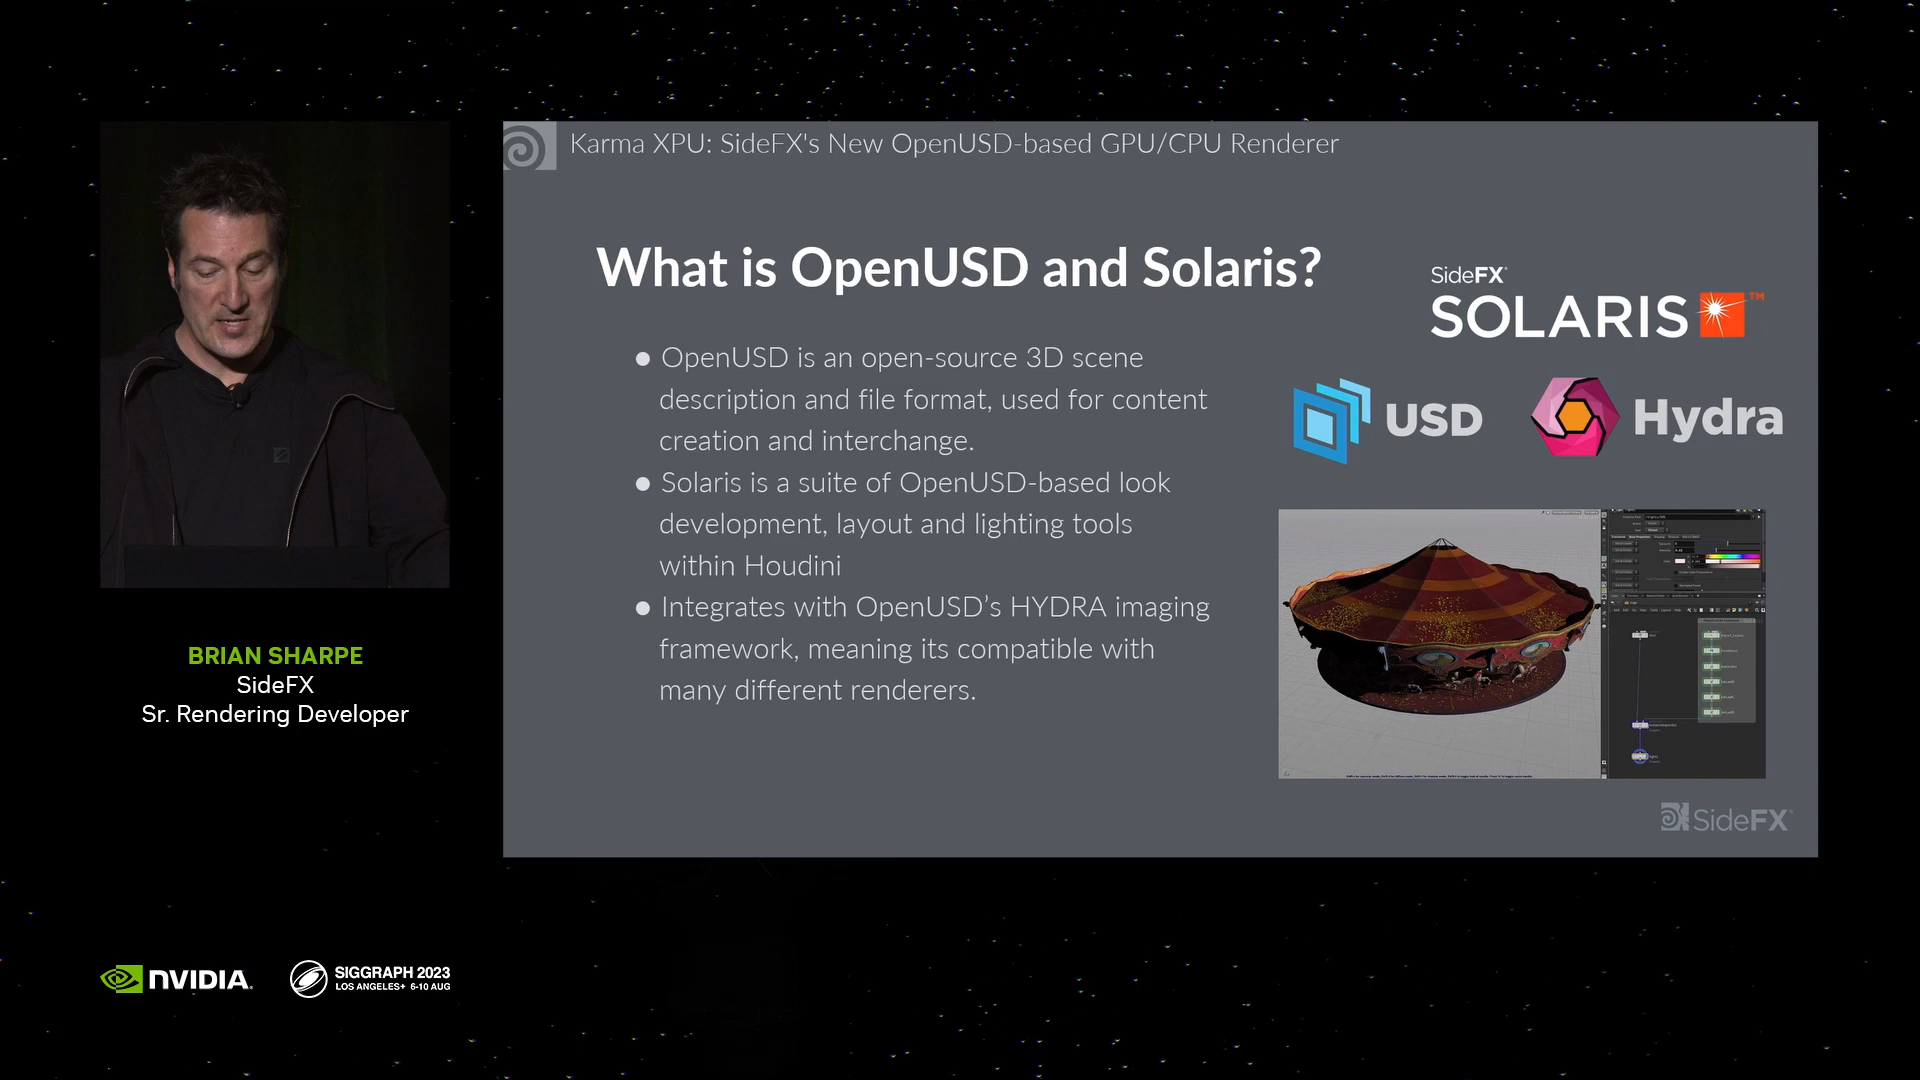 Karma XPU: SideFX's New OpenUSD-based GPU/CPU Renderer
What is OpenUSD and Solaris?
● OpenUSD is an open-source 3D scene
description and file format, used for content
creation and interchange.
● Solaris is a suite of OpenUSD-based look
development, layout and lighting tools
within Houdini
● Integrates with OpenUSD’s HYDRA imaging
framework, meaning its compatible with
many different renderers.
SideFX
SOLARIS™
USD
Hydra
SideFX
BRIAN SHARPE
SideFX
Sr. Rendering Developer
NVIDIA
SIGGRAPH 2023
LOS ANGELES+ 6-10 AUG